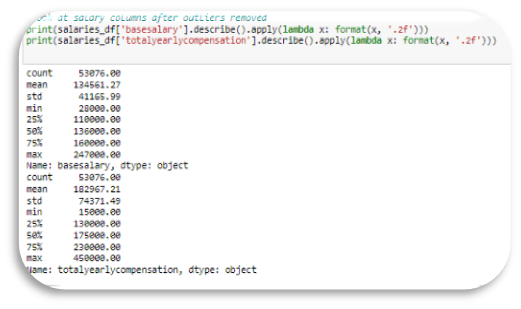 at salary columns after outliers removed
print(salaries_df['basesalary'].describe().apply(lambda x: format(x, '.2f')))
print(salaries_df['totalyearlycompensation'].describe().apply(lambda x: format(x, '.2f')))
count 53076.00
mean 134561.27
std 41165.99
min 28000.00
25% 110000.00
50% 136000.00
75% 160000.00
max 247000.00
Name: basesalary, dtype: object
count 53076.00
mean 182967.21
std 74371.49
min 15000.00
25% 130000.00
50% 175000.00
75% 230000.00
max 450000.00
Name: totalyearlycompensation, dtype: object